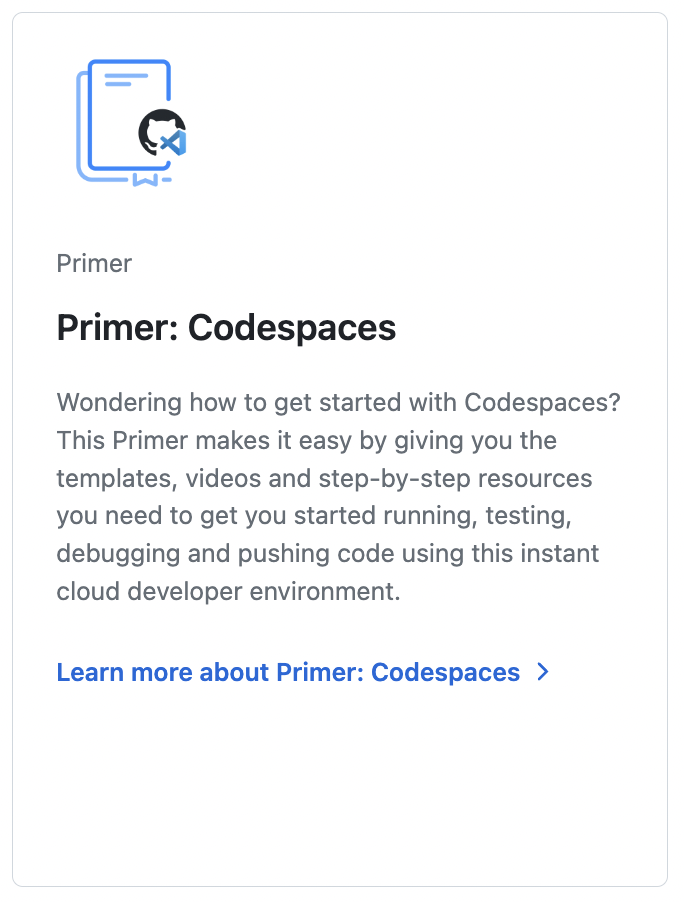 Primer
Primer: Codespaces
Wondering how to get started with Codespaces?
This Primer makes it easy by giving you the
templates, videos and step-by-step resources
you need to get you started running, testing,
debugging and pushing code using this instant
cloud developer environment.
Learn more about Primer: Codespaces